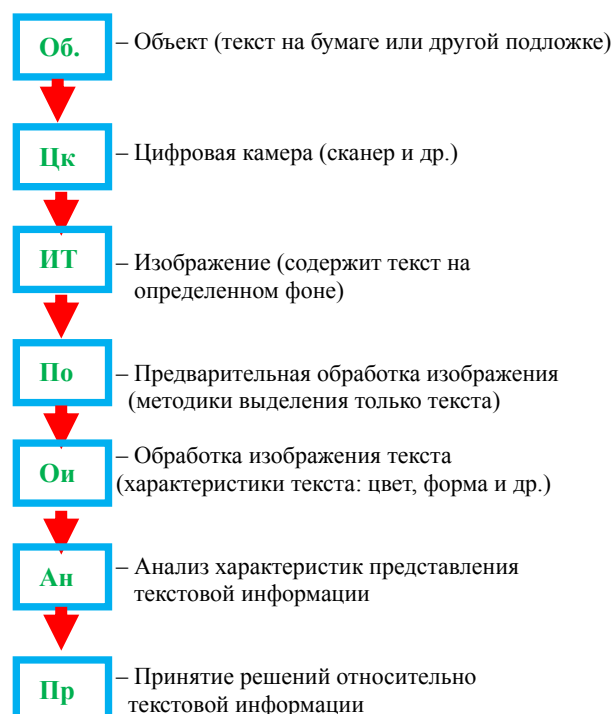 Об. – Объект (текст на бумаге или другой подложке)
Цк – Цифровая камера (сканер и др.)
ИТ – Изображение (содержит текст на
определенном фоне)
По – Предварительная обработка изображения
(методики выделения только текста)
Ои – Обработка изображения текста
(характеристики текста: цвет, форма и др.)
Ан – Анализ характеристик представления
текстовой информации
Пр – Принятие решений относительно
текстовой информации